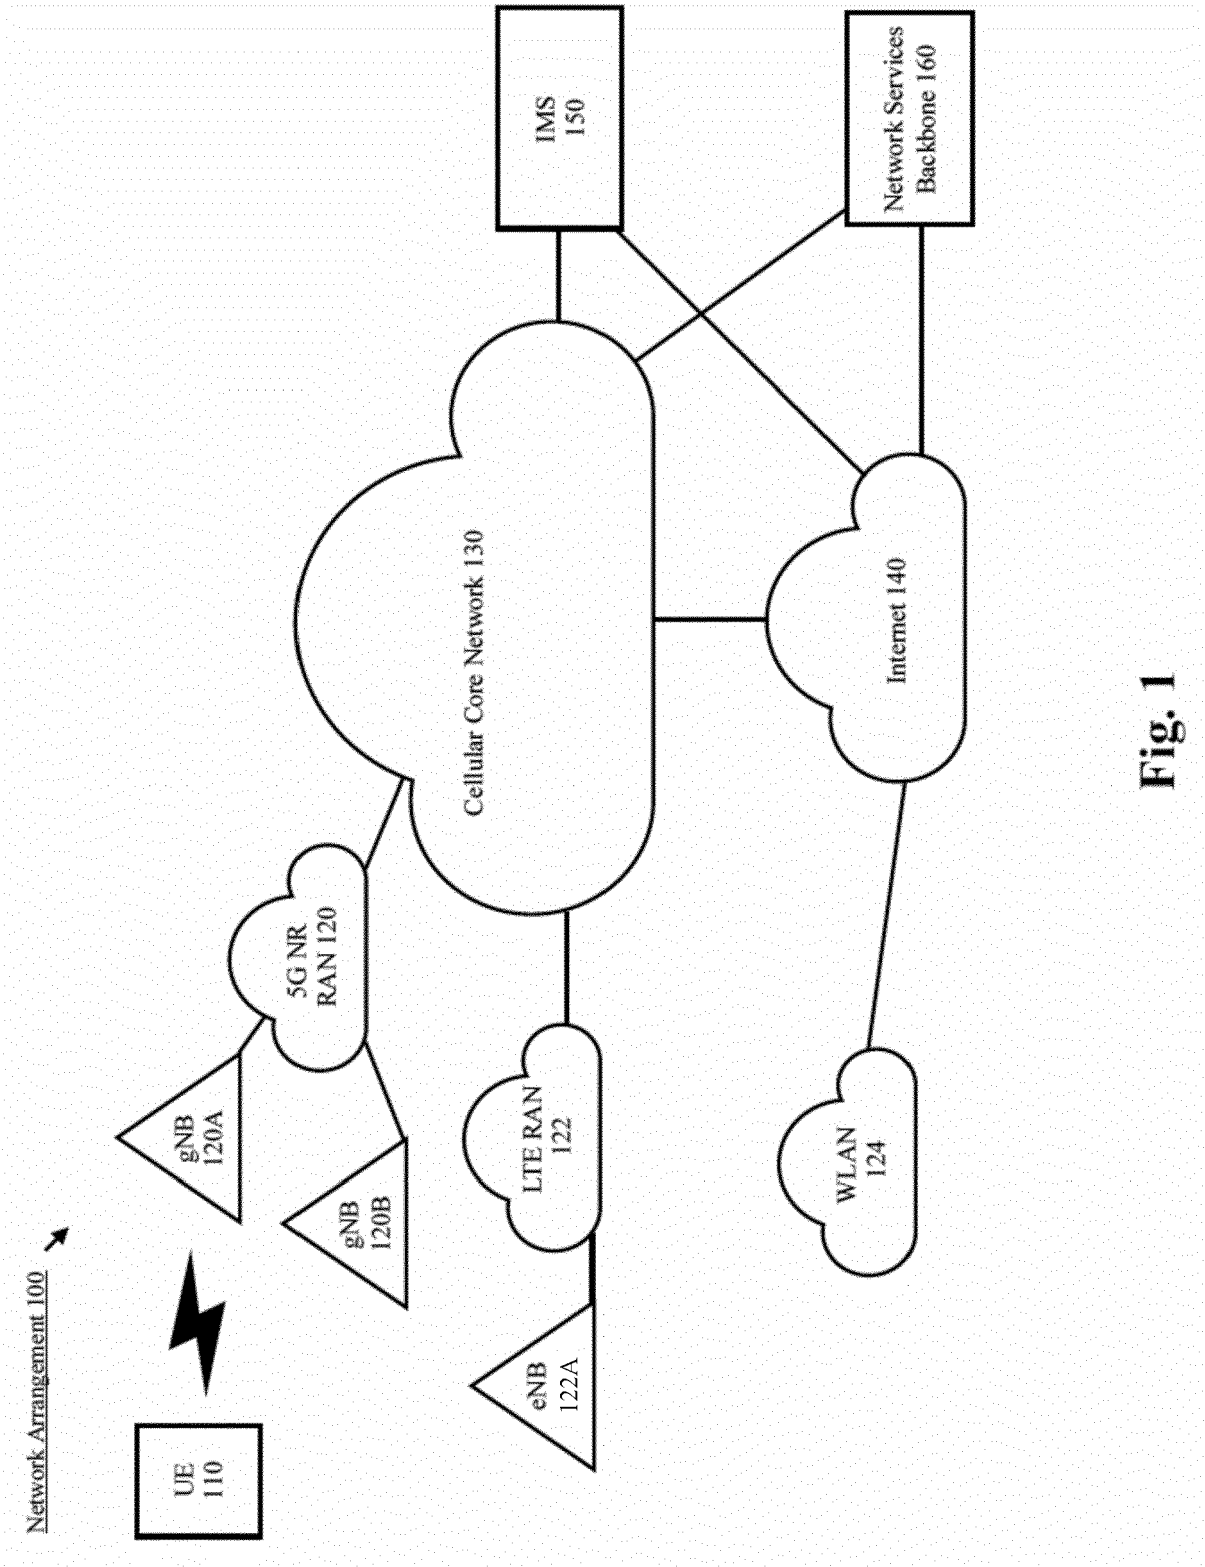 Network Arrangement 100
UE
110
gNB
120A
gNB
120B
5G NR
RAN 120
eNB
122A
LTE RAN
122
WLAN
124
Cellular Core Network 130
Internet 140
IMS
150
Network Services
Backbone 160
Fig. 1